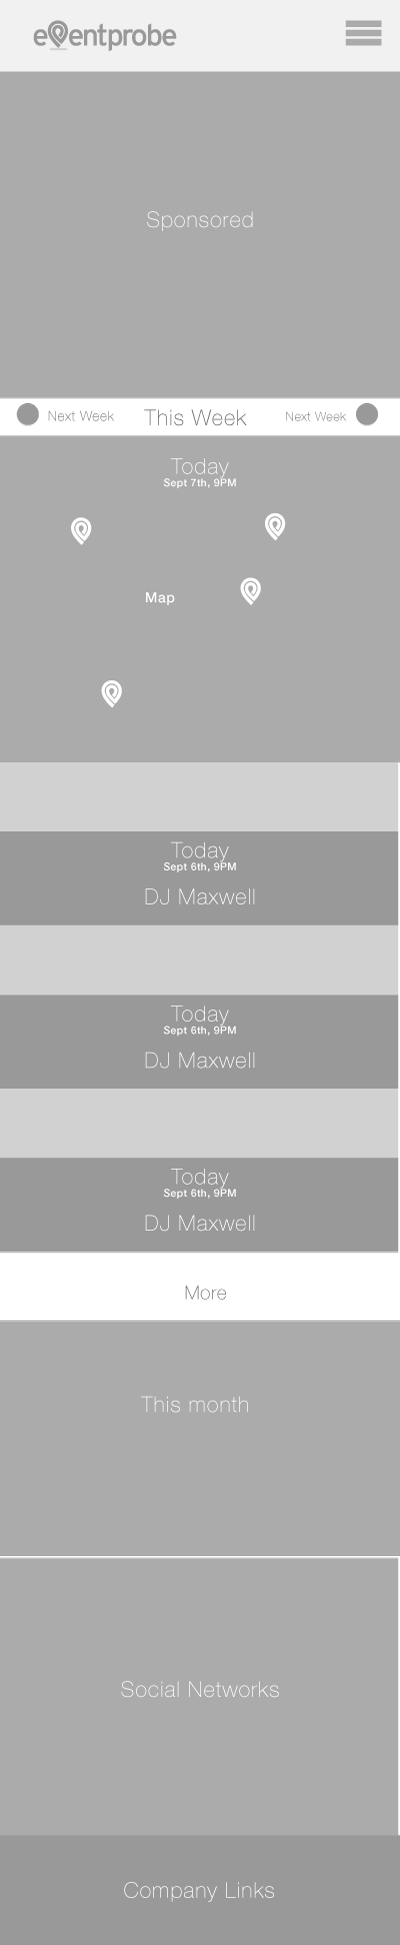 eventprobe
Sponsored
Next Week This Week Next Week
Today
Sept 7th, 9PM
Map
Today
Sept 6th, 9PM
DJ Maxwell
Today
Sept 6th, 9PM
DJ Maxwell
Today
Sept 6th, 9PM
DJ Maxwell
More
This month
Social Networks
Company Links